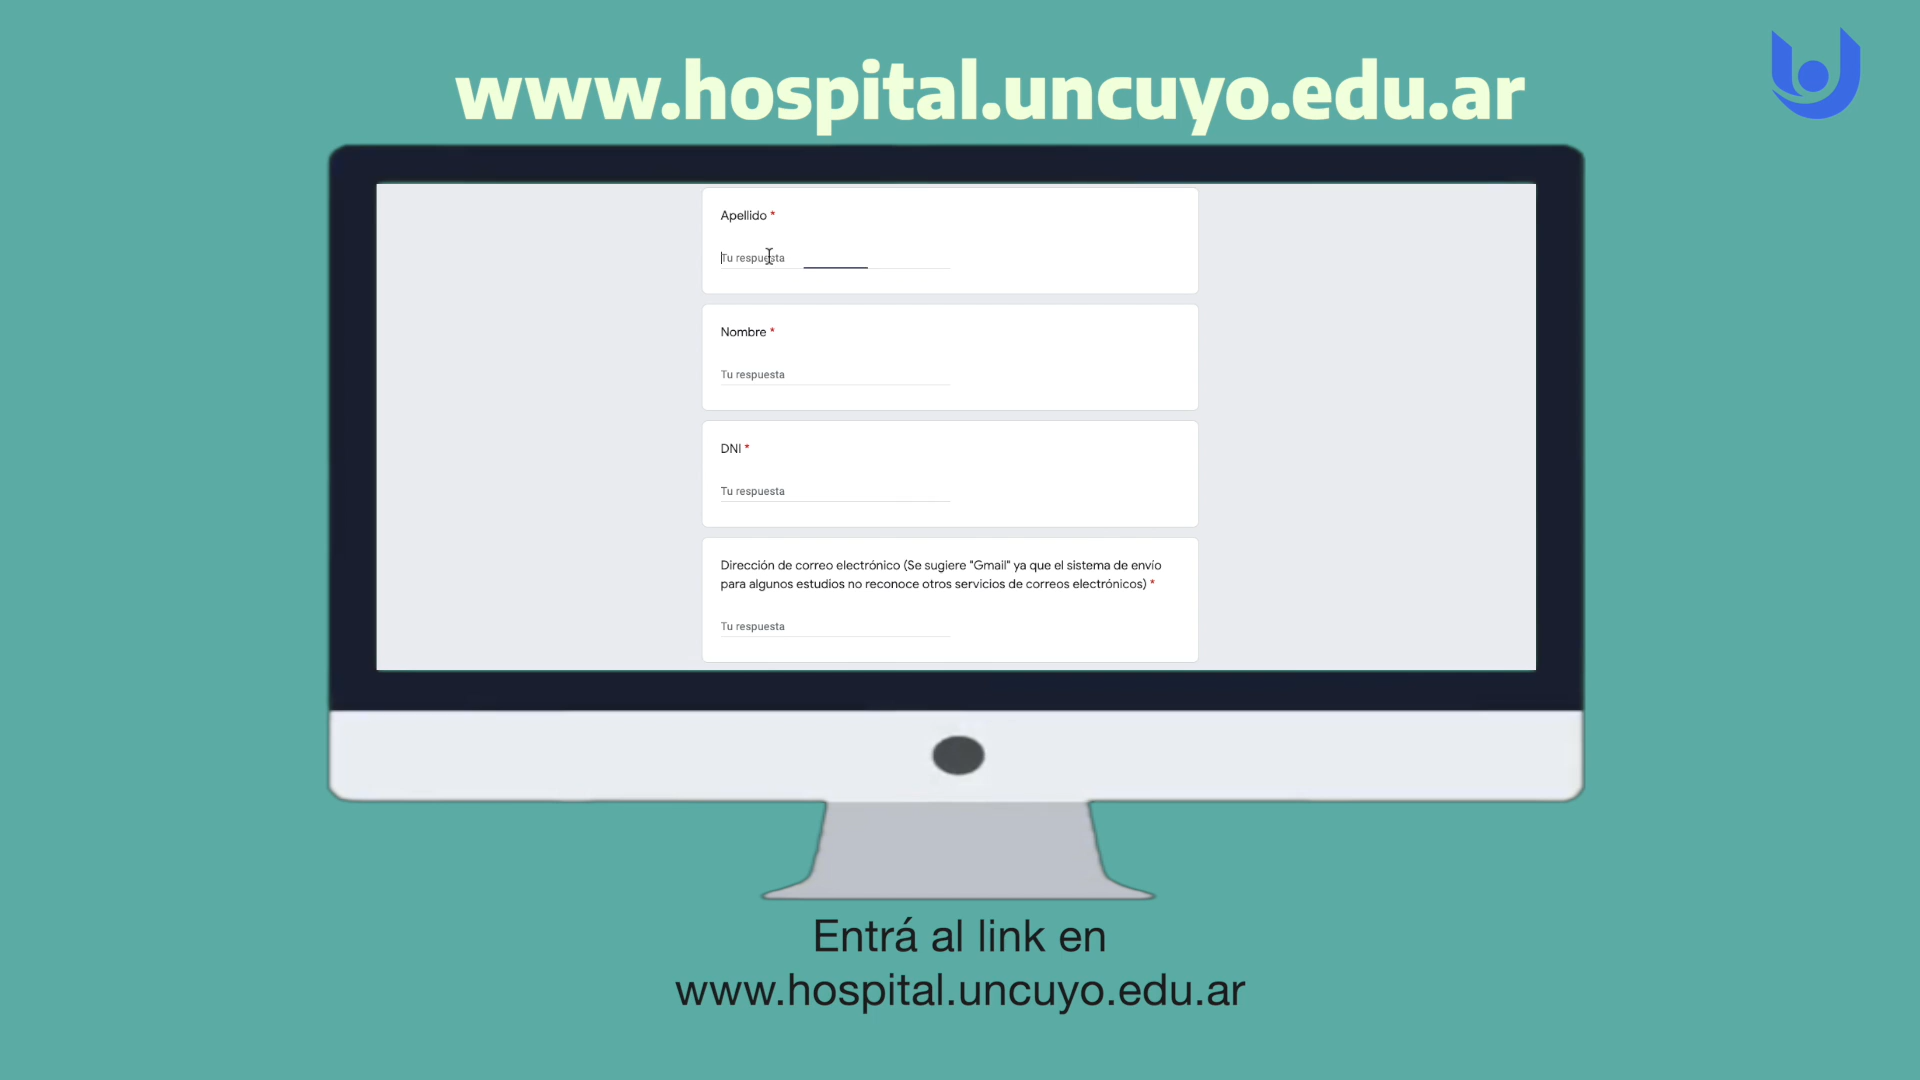 www.hospital.uncuyo.edu.ar
Apellido *
Tu respuesta
Nombre *
Tu respuesta
DNI *
Tu respuesta
Dirección de correo electrónico (Se sugiere "Gmail" ya que el sistema de envío
para algunos estudios no reconoce otros servicios de correos electrónicos) *
Tu respuesta
Entrá al link en
www.hospital.uncuyo.edu.ar